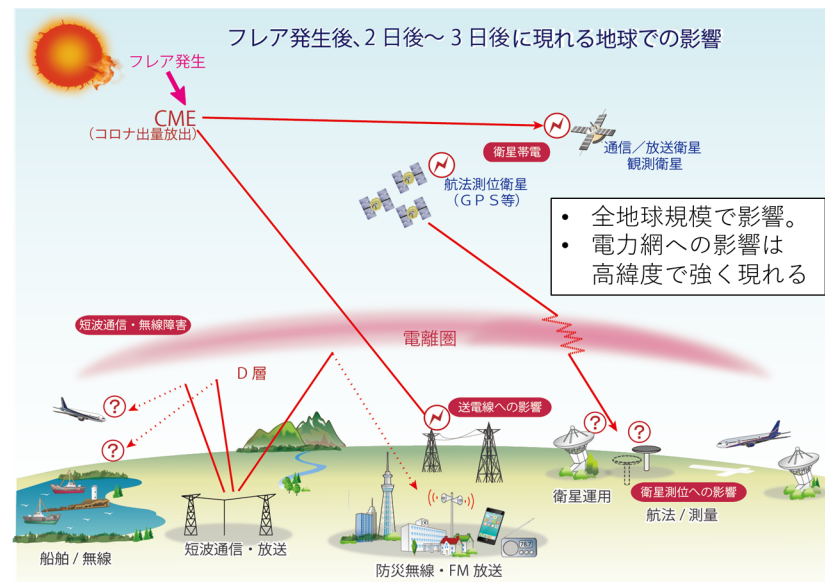 フレア発生後、2日後～3日後に現れる地球での影響
フレア発生
CME
（コロナ出量放出）
衛星帯電
通信／放送衛星
観測衛星
航法測位衛星
（ＧＰＳ等）
• 全地球規模で影響。
• 電力網への影響は
高緯度で強く現れる
短波通信・無線障害
電離圏
D 層
送電線への影響
?
?
?
?
衛星運用
衛星測位への影響
航法 / 測量
船舶 / 無線
短波通信・放送
防災無線・FM 放送